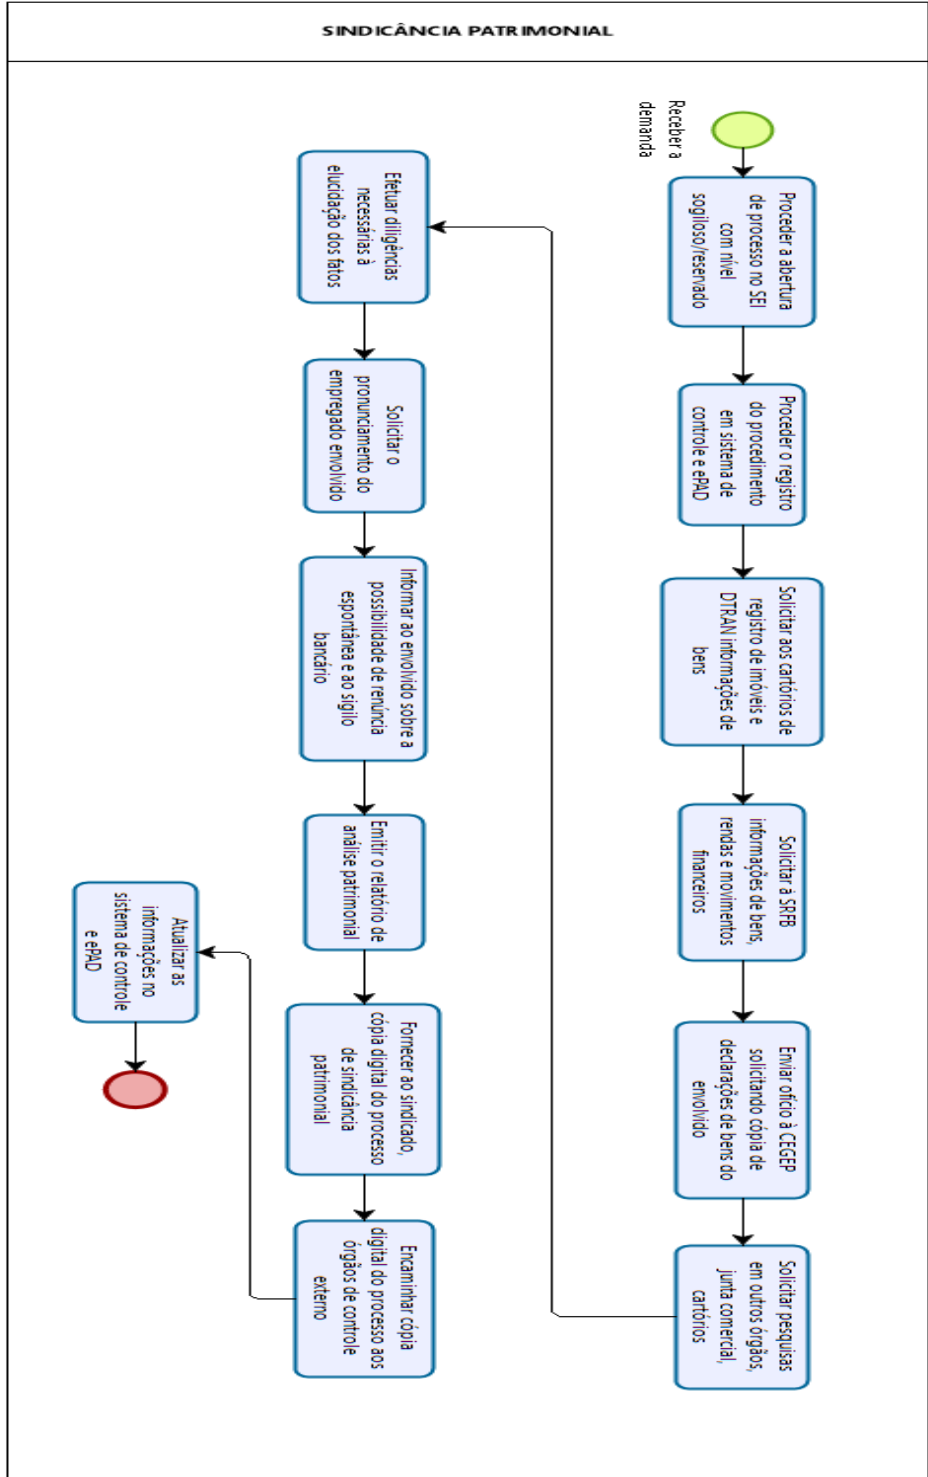 SINDICÂNCIA PATRIMONIAL
Receber a
demanda
Proceder a abertura
de processo no SEI
com nível
sogiloso/reservado
Proceder o registro
do procedimento
em sistema de
controle e ePAD
Solicitar aos cartórios de
registro de imóveis e
DTRAN informações de
bens
Solicitar à SRFB
informações de bens,
rendas e movimentos
financeiros
Enviar ofício à CEGEP
solicitando cópia de
declarações de bens do
envolvido
Solicitar pesquisas
em outros órgãos,
junta comercial,
cartórios
Efetuar diligências
necessárias à
elucidação dos fatos
Solicitar o
pronunciamento do
empregado envolvido
Informar ao envolvido sobre a
possibilidade de renúncia
espontânea e ao sigilo
bancário
Emitir o relatório de
análise patrimonial
Fornecer ao sindicado,
cópia digital do processo
de sindicância
patrimonial
Encaminhar cópia
digital do processo aos
órgãos de controle
externo
Atualizar as
informações no
sistema de controle
e ePAD